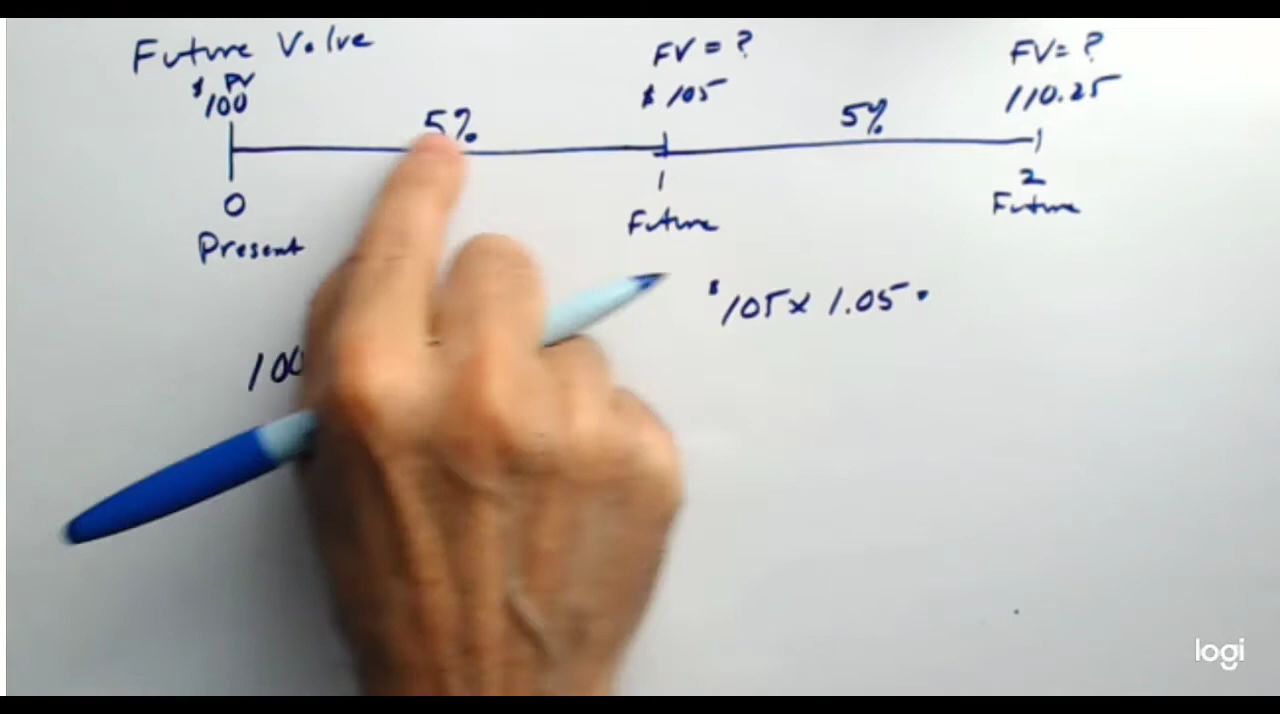 Future Value
PV
$100
5%
FV = ?
$105
5%
FV = ?
110.25
0
Present
1
Future
2
Future
$105 x 1.05
100
logi